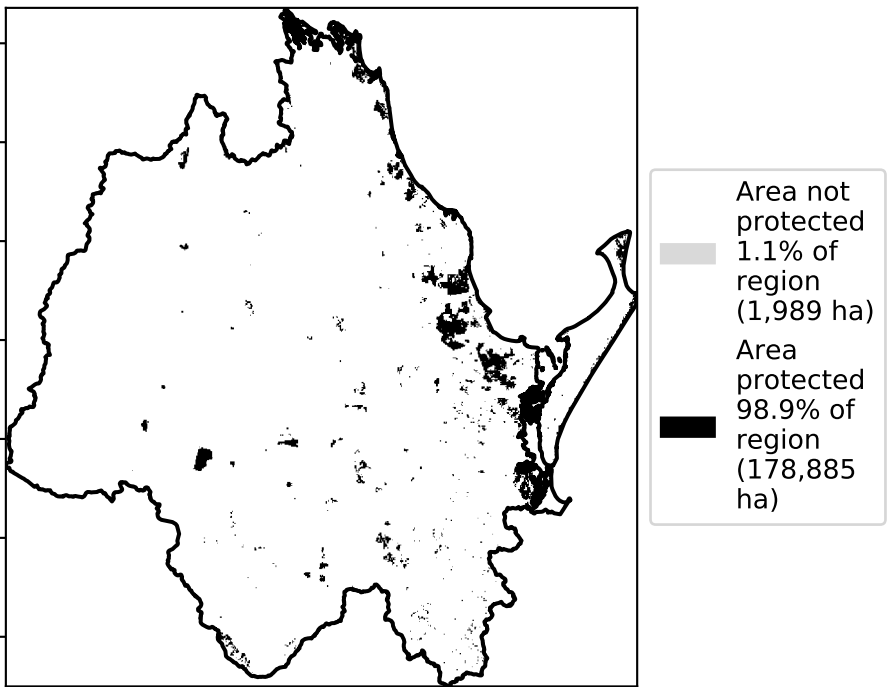 Area not
protected
1.1% of
region
(1,989 ha)
Area
protected
98.9% of
region
(178,885
ha)